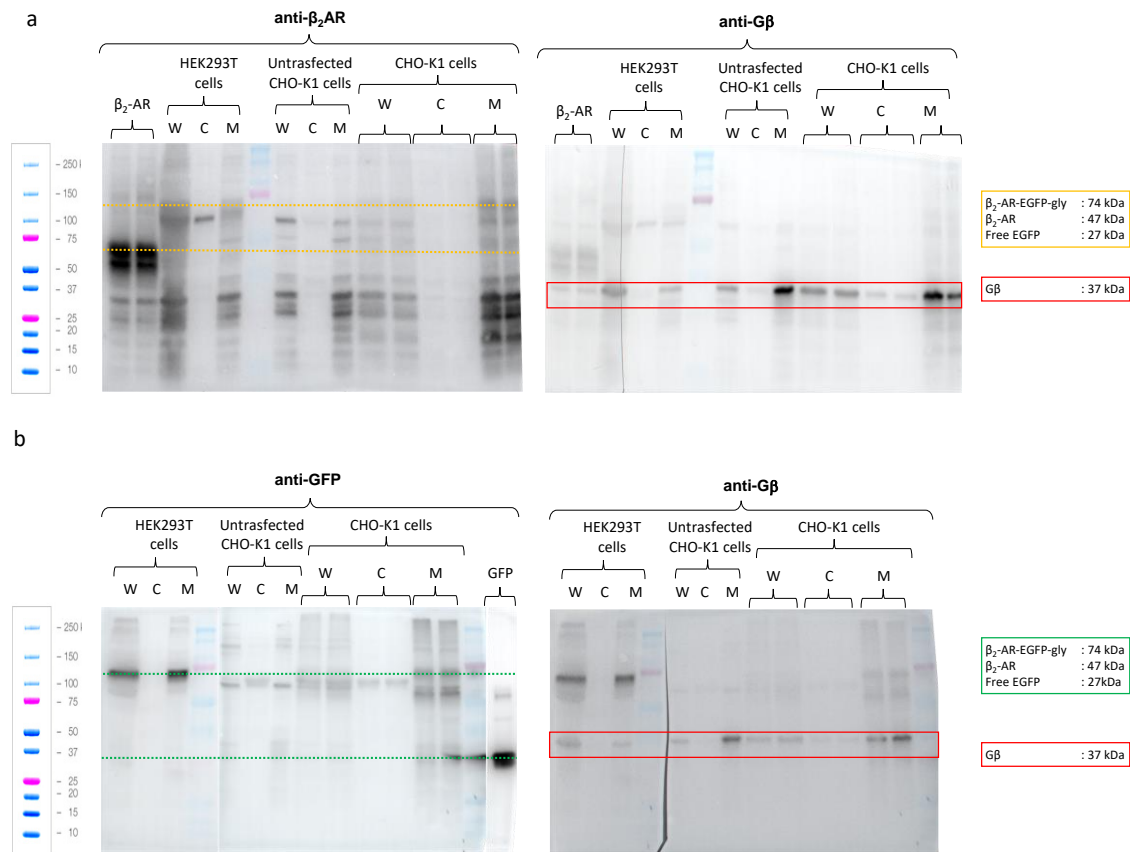 a
anti-β₂AR
HEK293T
cells
Untrasfected
CHO-K1 cells
CHO-K1 cells
W
C
M
β₂-AR
W
C
M
W
C
M
- 250 k
- 150
- 100
- 75
- 50
- 37
- 25
- 20
- 15
- 10
anti-Gβ
HEK293T
cells
Untransfected
CHO-K1 cells
CHO-K1 cells
β₂-AR
W
C
M
W
C
M
W
C
M
β₂-AR-EGFP-gly : 74 kDa
β₂-AR : 47 kDa
Free EGFP : 27 kDa
Gβ : 37 kDa
b
anti-GFP
HEK293T
cells
Untrasfected
CHO-K1 cells
CHO-K1 cells
W
C
M
W
C
M
W
C
M
GFP
- 250 k
- 150
- 100
- 75
- 50
- 37
- 25
- 20
- 15
- 10
anti-Gβ
HEK293T
cells
Untrasfected
CHO-K1 cells
CHO-K1 cells
W
C
M
W
C
M
W
C
M
β₂-AR-EGFP-gly : 74 kDa
β₂-AR : 47 kDa
Free EGFP : 27kDa
Gβ : 37 kDa